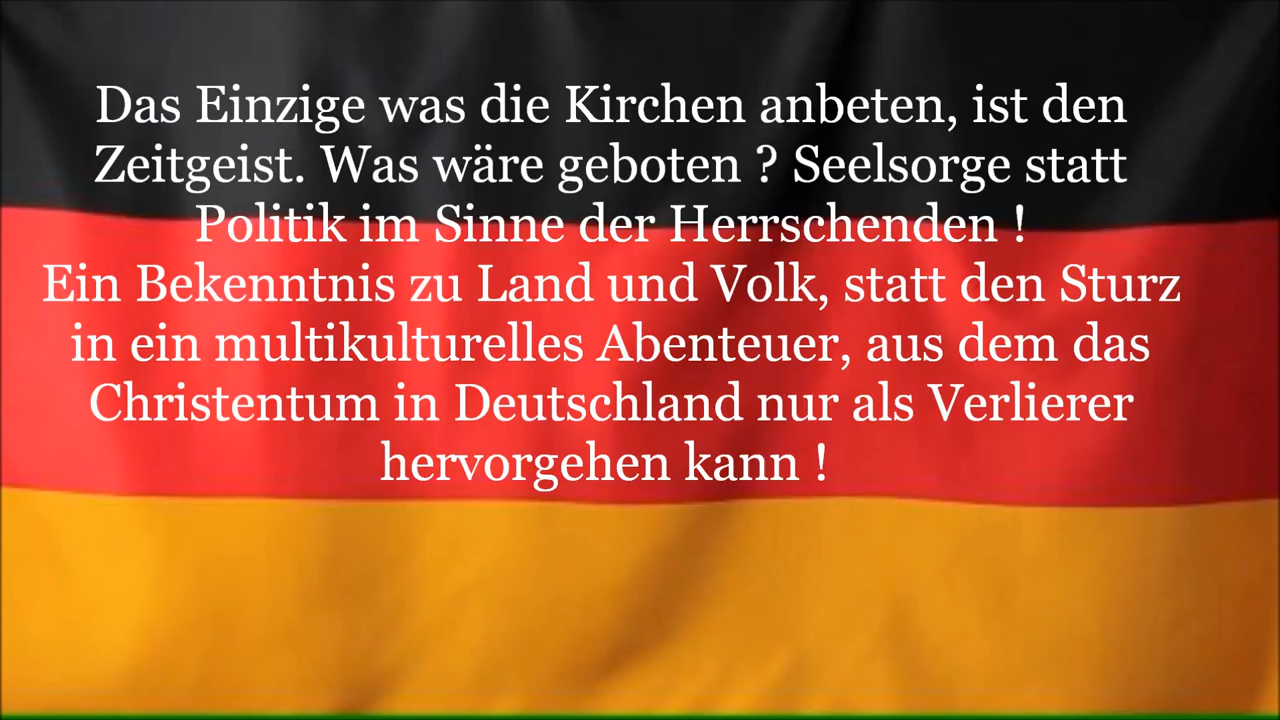 Das Einzige was die Kirchen anbeten, ist den
Zeitgeist. Was wäre geboten ? Seelsorge statt
Politik im Sinne der Herrschenden !
Ein Bekenntnis zu Land und Volk, statt den Sturz
in ein multikulturelles Abenteuer, aus dem das
Christentum in Deutschland nur als Verlierer
hervorgehen kann !